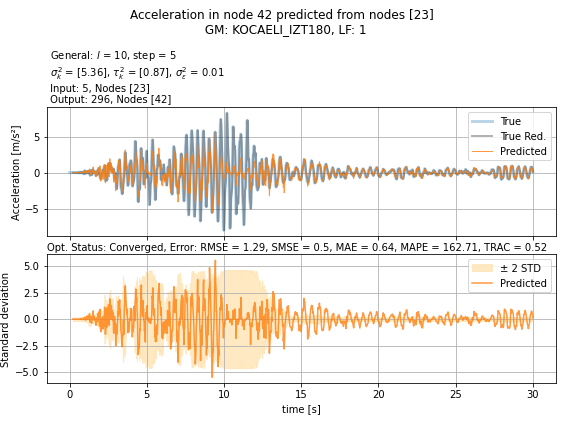 Acceleration in node 42 predicted from nodes [23]
GM: KOCAELI_IZT180, LF: 1
General: l = 10, step = 5
σ²ₖ = [5.36], τ²ₖ = [0.87], σ²ε = 0.01
Input: 5, Nodes [23]
Output: 296, Nodes [42]
Acceleration [m/s²]
5
0
−5
True
True Red.
Predicted
Opt. Status: Converged, Error: RMSE = 1.29, SMSE = 0.5, MAE = 0.64, MAPE = 162.71, TRAC = 0.52
Standard deviation
5.0
2.5
0.0
−2.5
−5.0
± 2 STD
Predicted
0 5 10 15 20 25 30
time [s]